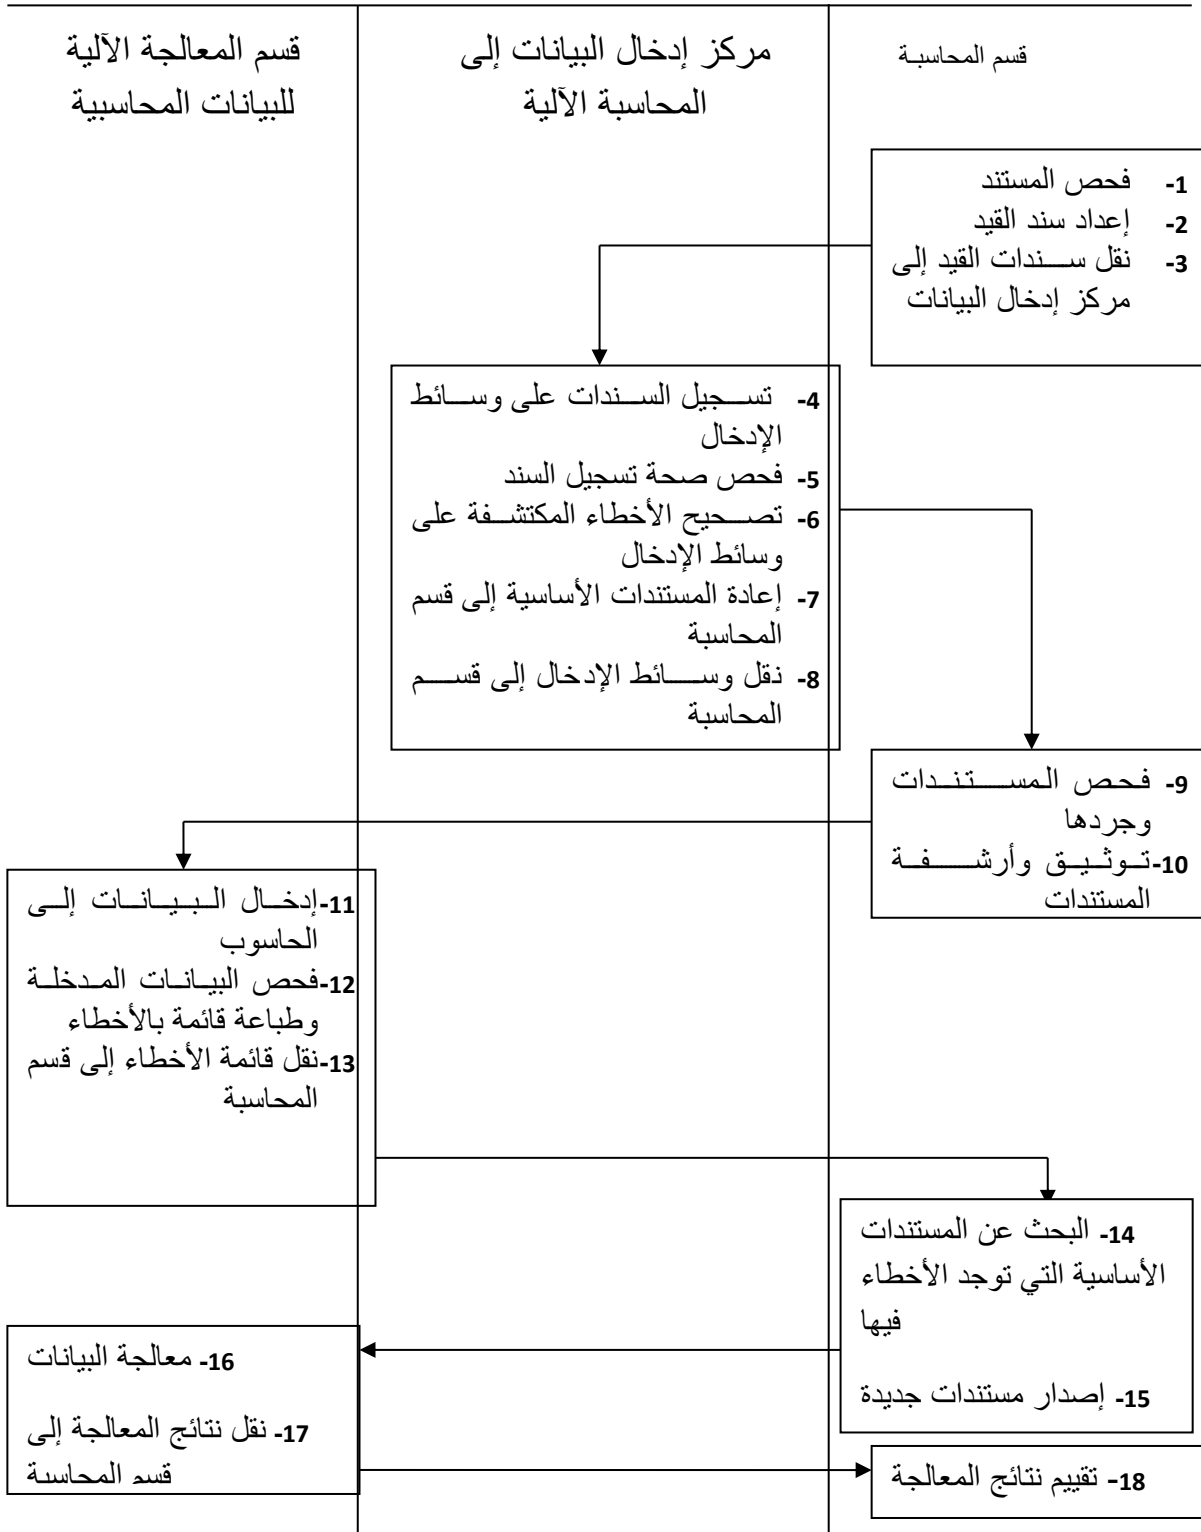 قسم المحاسبة
مركز إدخال البيانات إلى
المحاسبة الآلية
قسم المعالجة الآلية
للبيانات المحاسبية
1- فحص المستند
2- إعداد سند القيد
3- نقل سندات القيد إلى
مركز إدخال البيانات
4- تسجيل السندات على وسائط
الإدخال
5- فحص صحة تسجيل السند
6- تصحيح الأخطاء المكتشفة على
وسائط الإدخال
7- إعادة المستندات الأساسية إلى قسم
المحاسبة
8- نقل وسائط الإدخال إلى قسم
المحاسبة
9- فحص المستندات
وجردها
10- توثيق وأرشفة
المستندات
11- إدخال البيانات إلى
الحاسوب
12- فحص البيانات المدخلة
وطباعة قائمة بالأخطاء
13- نقل قائمة الأخطاء إلى قسم
المحاسبة
14- البحث عن المستندات
الأساسية التي توجد الأخطاء
فيها
15- إصدار مستندات جديدة
16- معالجة البيانات
17- نقل نتائج المعالجة إلى
قسم المحاسبة
18- تقييم نتائج المعالجة